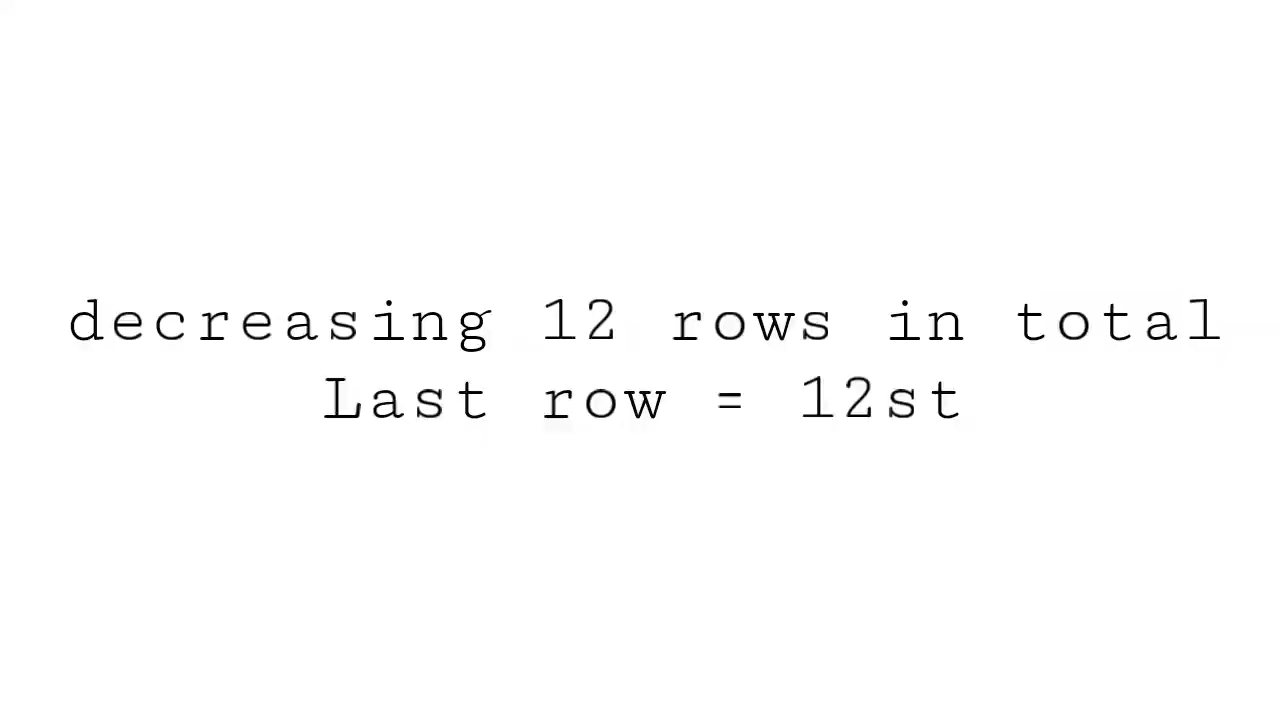 decreasing 12 rows in total
Last row = 12st